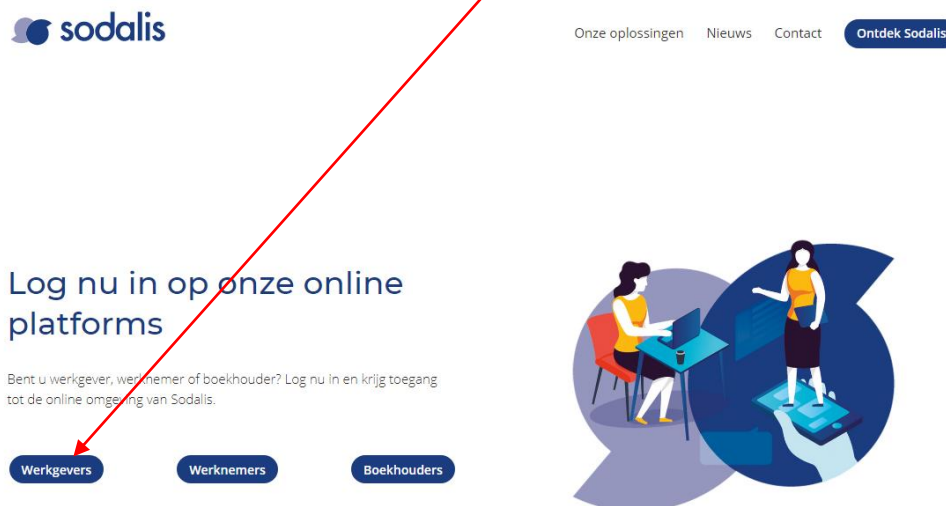 sodalis
Onze oplossingen Nieuws Contact Ontdek Sodalis
Log nu in op onze online
platforms
Bent u werkgever, werknemer of boekhouder? Log nu in en krijg toegang
tot de online omgeving van Sodalis.
Werkgevers Werknemers Boekhouders